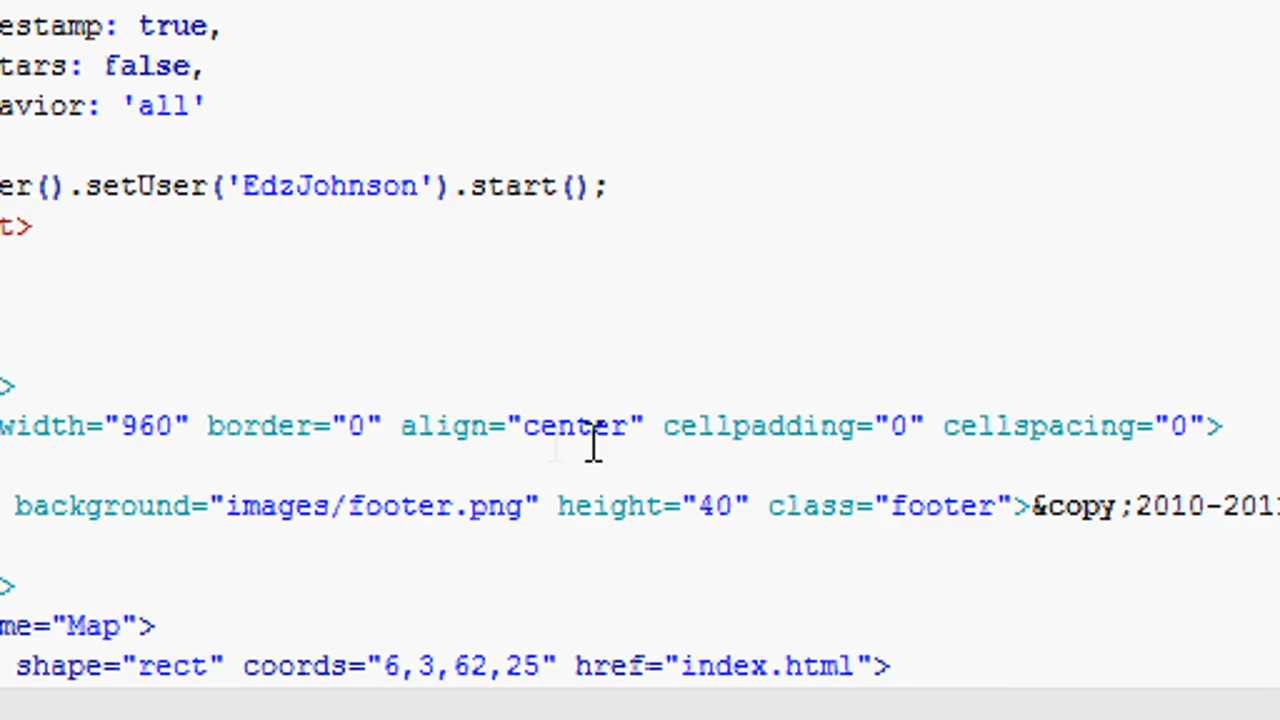 estamp: true,
tars: false,
avior: 'all'
er().setUser('EdzJohnson').start();
t>
>
width="960" border="0" align="center" cellpadding="0" cellspacing="0">
background="images/footer.png" height="40" class="footer">&copy;2010-2011
>
me="Map">
shape="rect" coords="6,3,62,25" href="index.html">